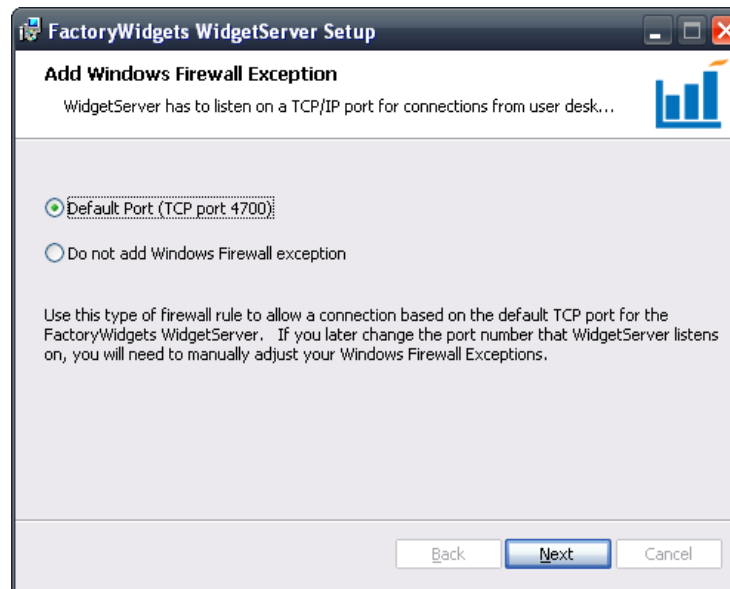 FactoryWidgets WidgetServer Setup
Add Windows Firewall Exception
WidgetServer has to listen on a TCP/IP port for connections from user desk...
Default Port (TCP port 4700)
Do not add Windows Firewall exception
Use this type of firewall rule to allow a connection based on the default TCP port for the
FactoryWidgets WidgetServer. If you later change the port number that WidgetServer listens
on, you will need to manually adjust your Windows Firewall Exceptions.
Back Next Cancel